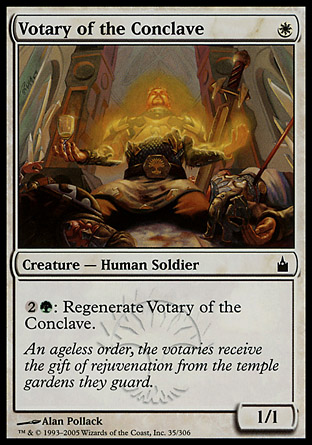 Votary of the Conclave
Creature — Human Soldier
2: Regenerate Votary of the
Conclave.
An ageless order, the votaries receive
the gift of rejuvenation from the temple
gardens they guard.
Alan Pollack
™ & © 1993–2005 Wizards of the Coast, Inc. 35/306
1/1